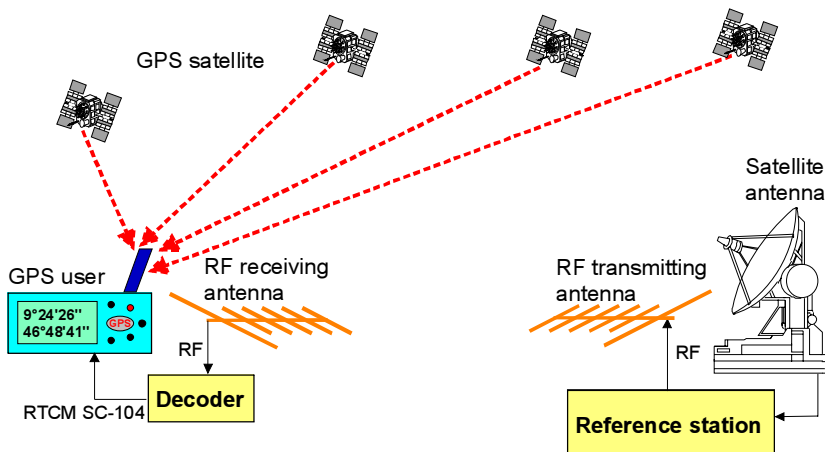 GPS satellite
Satellite
antenna
GPS user
RF receiving
antenna
RF transmitting
antenna
9°24'26''
46°48'41''
GPS
RF
RF
RTCM SC-104
Decoder
Reference station